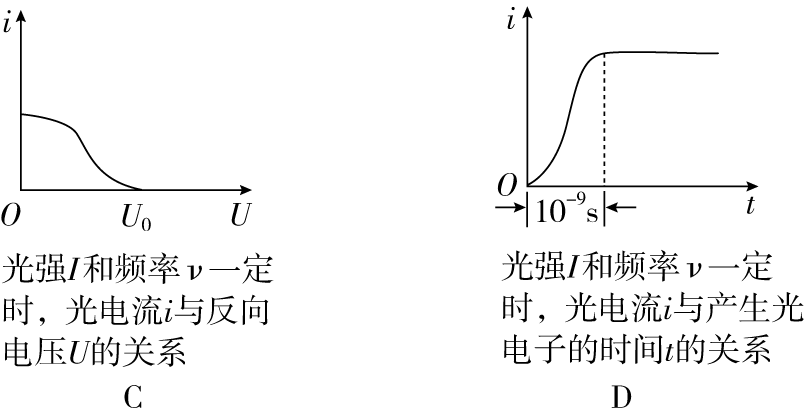 i
O
U₀
U
光强I和频率ν一定
时，光电流i与反向
电压U的关系
C
i
O
10⁻⁹s
t
光强I和频率ν一定
时，光电流i与产生光
电子的时间t的关系
D